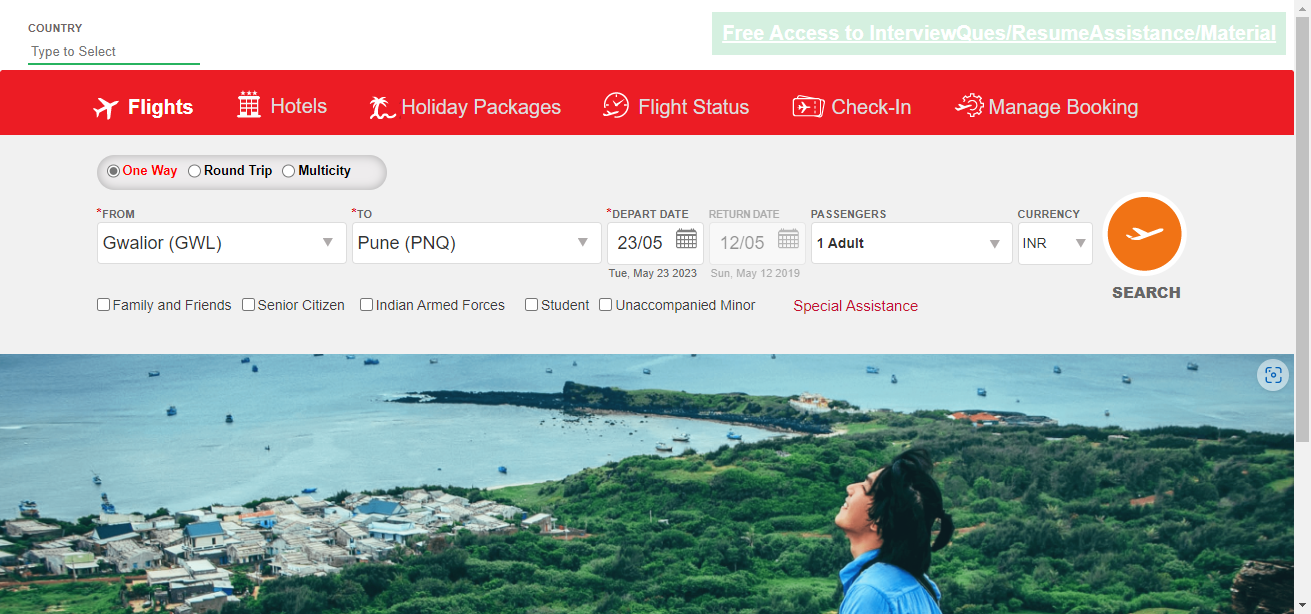 COUNTRY
Type to Select
Free Access to InterviewQues/ResumeAssistance/Material
Flights Hotels Holiday Packages Flight Status Check-In Manage Booking
One Way Round Trip Multicity
*FROM *TO *DEPART DATE RETURN DATE PASSENGERS CURRENCY
Gwalior (GWL) Pune (PNQ) 23/05 12/05 1 Adult INR
Tue, May 23 2023 Sun, May 12 2019
SEARCH
Family and Friends Senior Citizen Indian Armed Forces Student Unaccompanied Minor Special Assistance